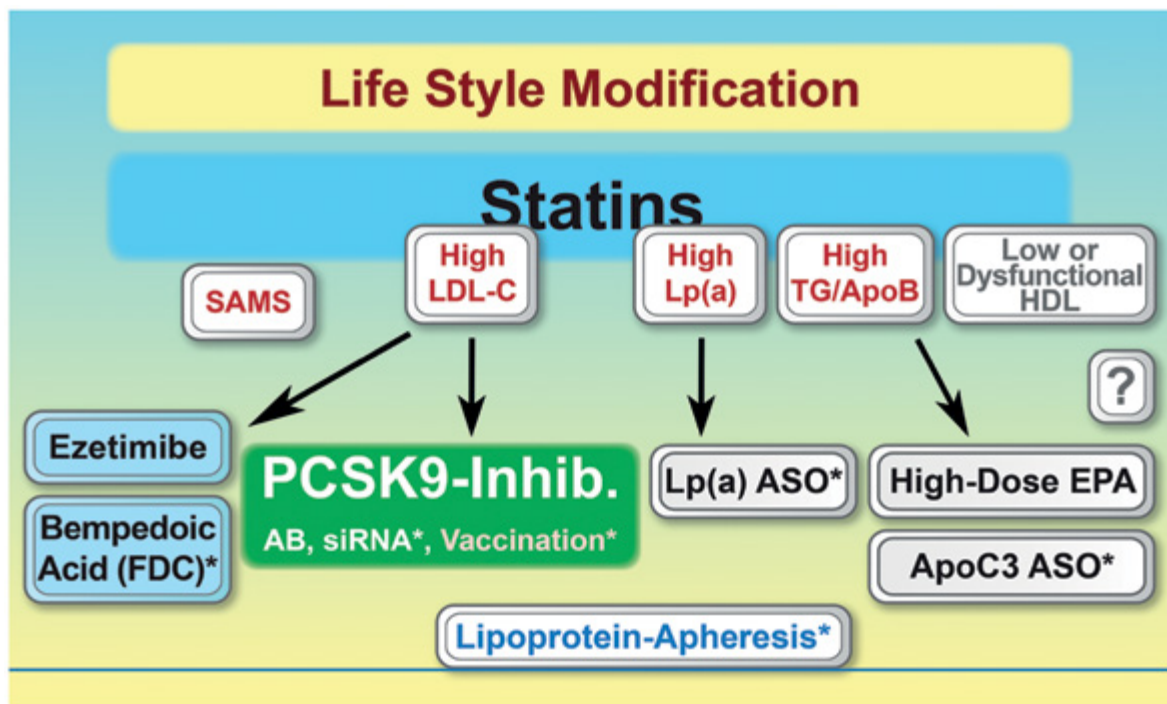 Life Style Modification
Statins
SAMS
High
LDL-C
High
Lp(a)
High
TG/ApoB
Low or
Dysfunctional
HDL
?
Ezetimibe
Bempedoic
Acid (FDC)*
PCSK9-Inhib.
AB, siRNA*, Vaccination*
Lp(a) ASO*
High-Dose EPA
ApoC3 ASO*
Lipoprotein-Apheresis*